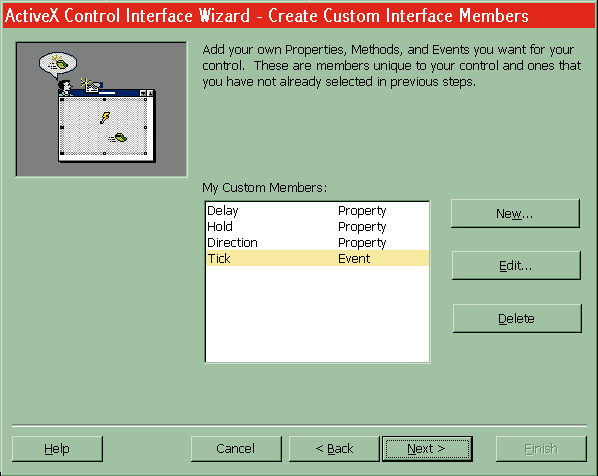 ActiveX Control Interface Wizard - Create Custom Interface Members
Add your own Properties, Methods, and Events you want for your
control.  These are members unique to your control and ones that
you have not already selected in previous steps.
My Custom Members:
Delay Property
Hold Property
Direction Property
Tick Event
New...
Edit...
Delete
Help Cancel < Back Next > Finish